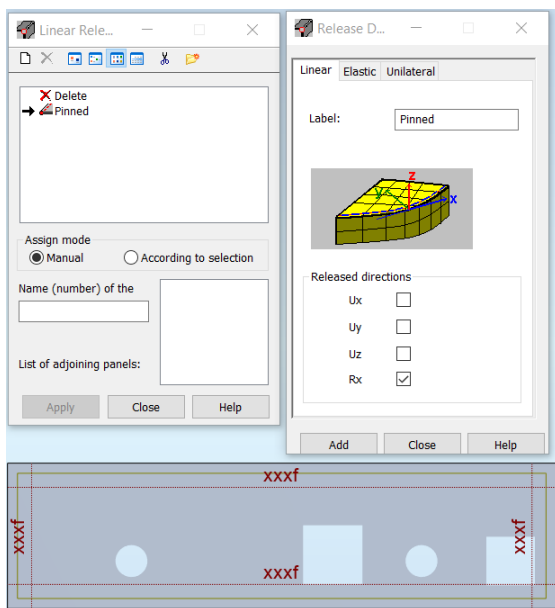 Linear Rele...
Delete
Pinned
Assign mode
Manual
According to selection
Name (number) of the
List of adjoining panels:
Apply
Close
Help
Release D...
Linear
Elastic
Unilateral
Label:
Pinned
z
y
x
Released directions
Ux
Uy
Uz
Rx
Add
Close
Help
xxxf
xxxf
xxxf
xxxf